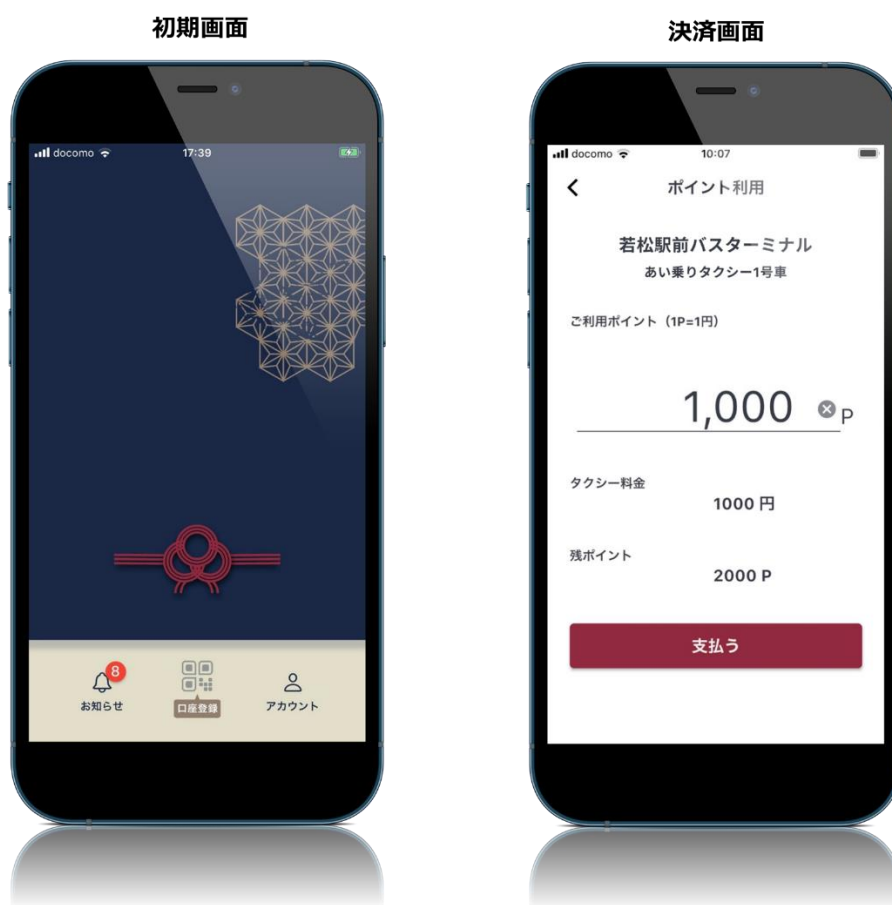 初期画面
docomo
17:39
8
お知らせ
口座登録
アカウント
決済画面
docomo
10:07
ポイント利用
若松駅前バスターミナル
あい乗りタクシー1号車
ご利用ポイント（1P=1円）
1,000 P
タクシー料金
1000 円
残ポイント
2000 P
支払う